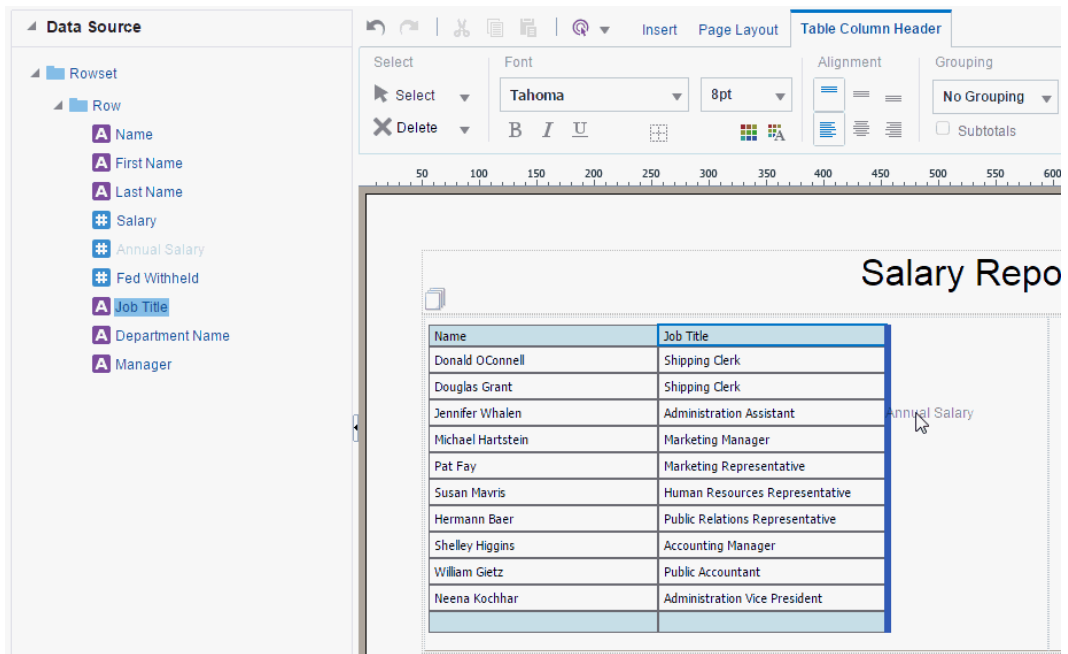 Data Source
Rowset
Row
A Name
A First Name
A Last Name
# Salary
# Annual Salary
# Fed Withheld
A Job Title
A Department Name
A Manager
Insert Page Layout Table Column Header
Select Font Alignment Grouping
Select Tahoma 8pt No Grouping
Delete B I U A Subtotals
50 100 150 200 250 300 350 400 450 500 550 600
Salary Repo
Name Job Title
Donald OConnell Shipping Clerk
Douglas Grant Shipping Clerk
Jennifer Whalen Administration Assistant Annual Salary
Michael Hartstein Marketing Manager
Pat Fay Marketing Representative
Susan Mavris Human Resources Representative
Hermann Baer Public Relations Representative
Shelley Higgins Accounting Manager
William Gietz Public Accountant
Neena Kochhar Administration Vice President